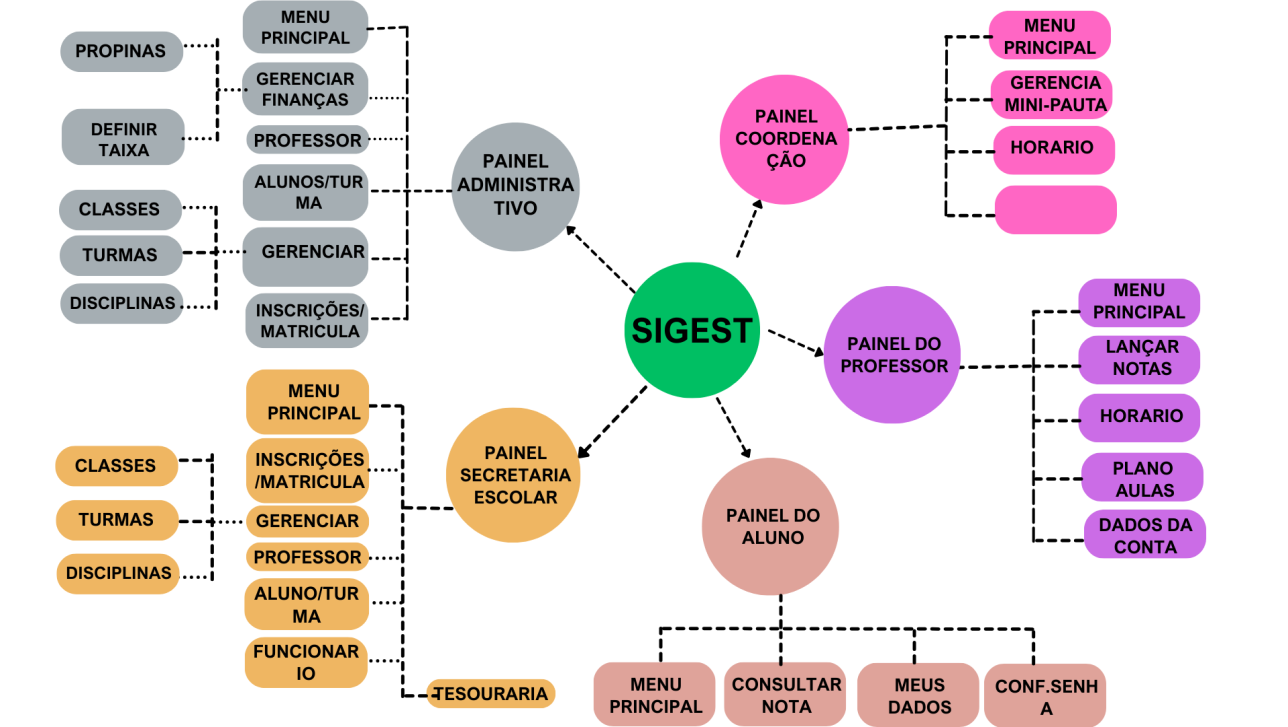 PROPINAS
DEFINIR
TAIXA
CLASSES
TURMAS
DISCIPLINAS
MENU
PRINCIPAL
GERENCIAR
FINANÇAS
PROFESSOR
ALUNOS/TUR
MA
GERENCIAR
INSCRIÇÕES/
MATRICULA
PAINEL
ADMINISTRA
TIVO
PAINEL
COORDENA
ÇÃO
MENU
PRINCIPAL
GERENCIA
MINI-PAUTA
HORARIO
SIGEST
PAINEL DO
PROFESSOR
MENU
PRINCIPAL
LANÇAR
NOTAS
HORARIO
PLANO
AULAS
DADOS DA
CONTA
CLASSES
TURMAS
DISCIPLINAS
MENU
PRINCIPAL
INSCRIÇÕES
/MATRICULA
GERENCIAR
PROFESSOR
ALUNO/TUR
MA
FUNCIONAR
IO
TESOURARIA
PAINEL
SECRETARIA
ESCOLAR
PAINEL DO
ALUNO
MENU
PRINCIPAL
CONSULTAR
NOTA
MEUS
DADOS
CONF.SENH
A